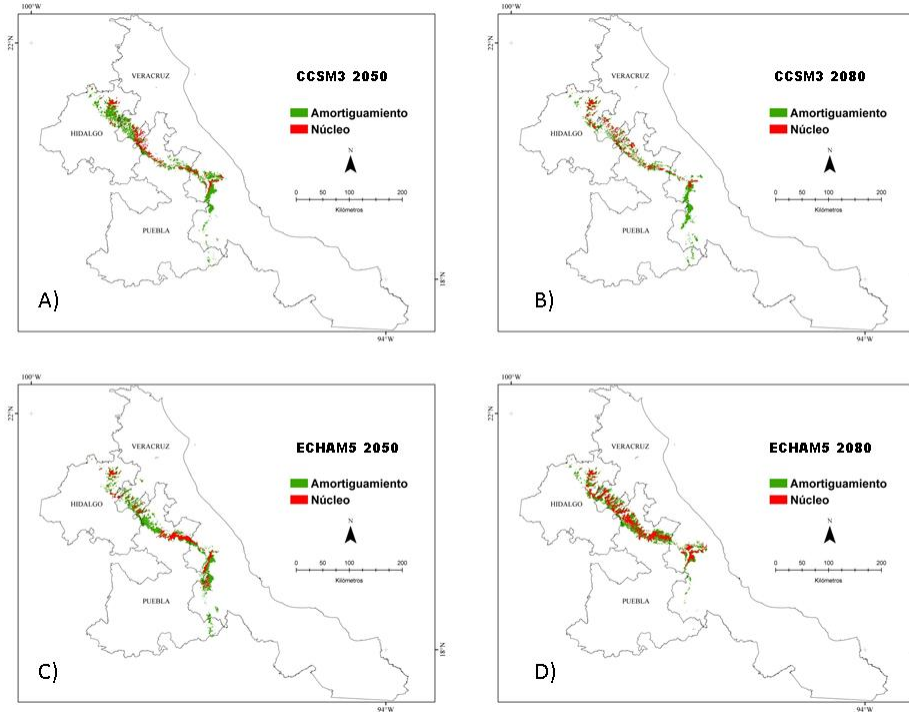 100°W
22°N
VERACRUZ
CCSM3 2050
Amortiguamiento
Núcleo
HIDALGO
N
0 50 100 200
Kilómetros
PUEBLA
A)
18°N
94°W
100°W
22°N
VERACRUZ
CCSM3 2080
Amortiguamiento
Núcleo
HIDALGO
N
0 50 100 200
Kilómetros
PUEBLA
B)
94°W
100°W
22°N
VERACRUZ
ECHAM5 2050
Amortiguamiento
Núcleo
HIDALGO
N
0 50 100 200
Kilómetros
PUEBLA
C)
18°N
94°W
100°W
22°N
VERACRUZ
ECHAM5 2080
Amortiguamiento
Núcleo
HIDALGO
N
0 50 100 200
Kilómetros
PUEBLA
D)
94°W